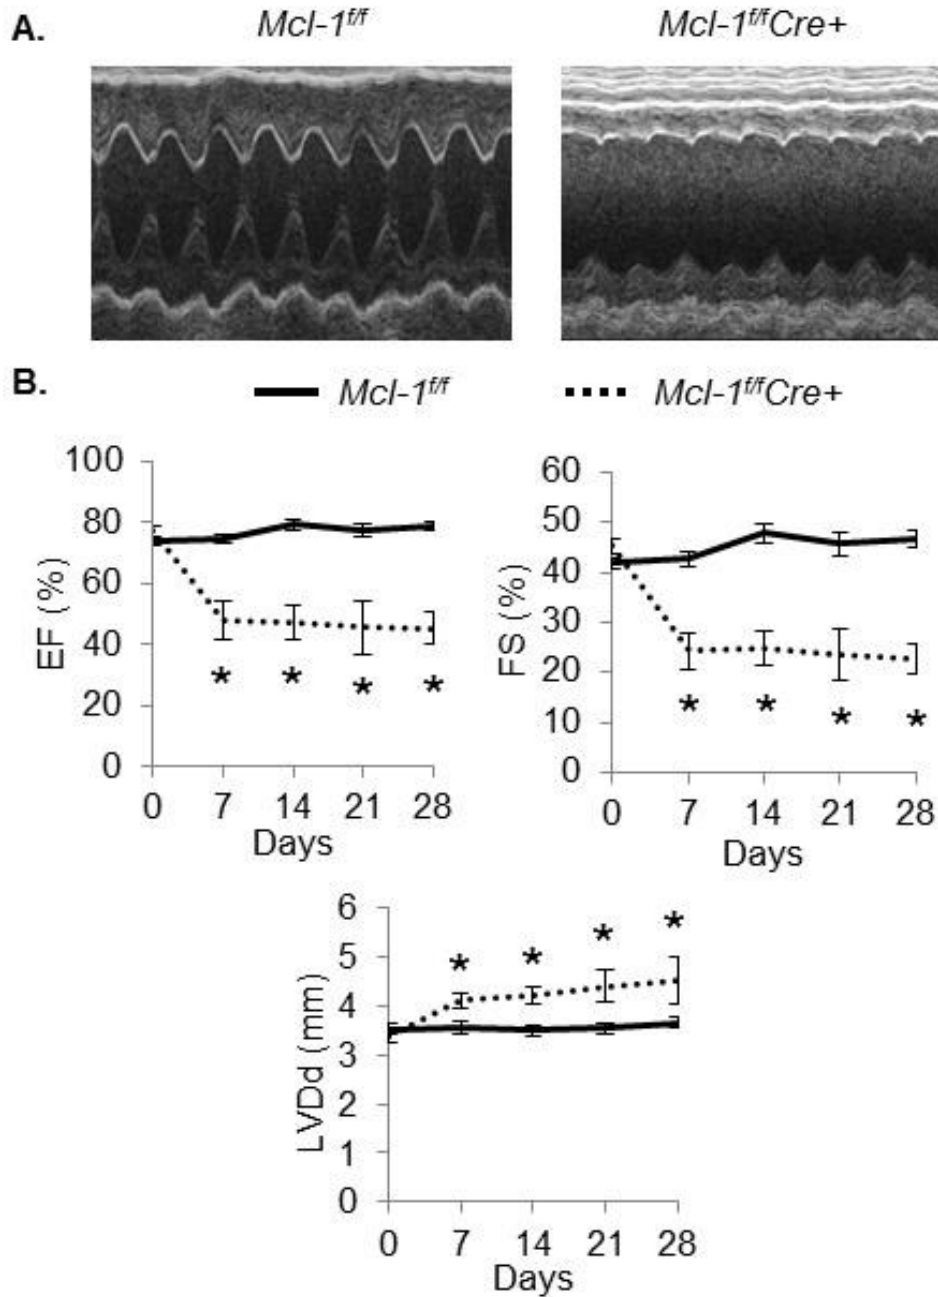 A. Mcl-1f/f Mcl-1f/fCre+
B. Mcl-1f/f Mcl-1f/fCre+
EF (%)
100
80
60
40
20
0
0 7 14 21 28
Days
* * * *
FS (%)
60
50
40
30
20
10
0
0 7 14 21 28
Days
* * * *
LVDd (mm)
6
5
4
3
2
1
0
0 7 14 21 28
Days
* * * *